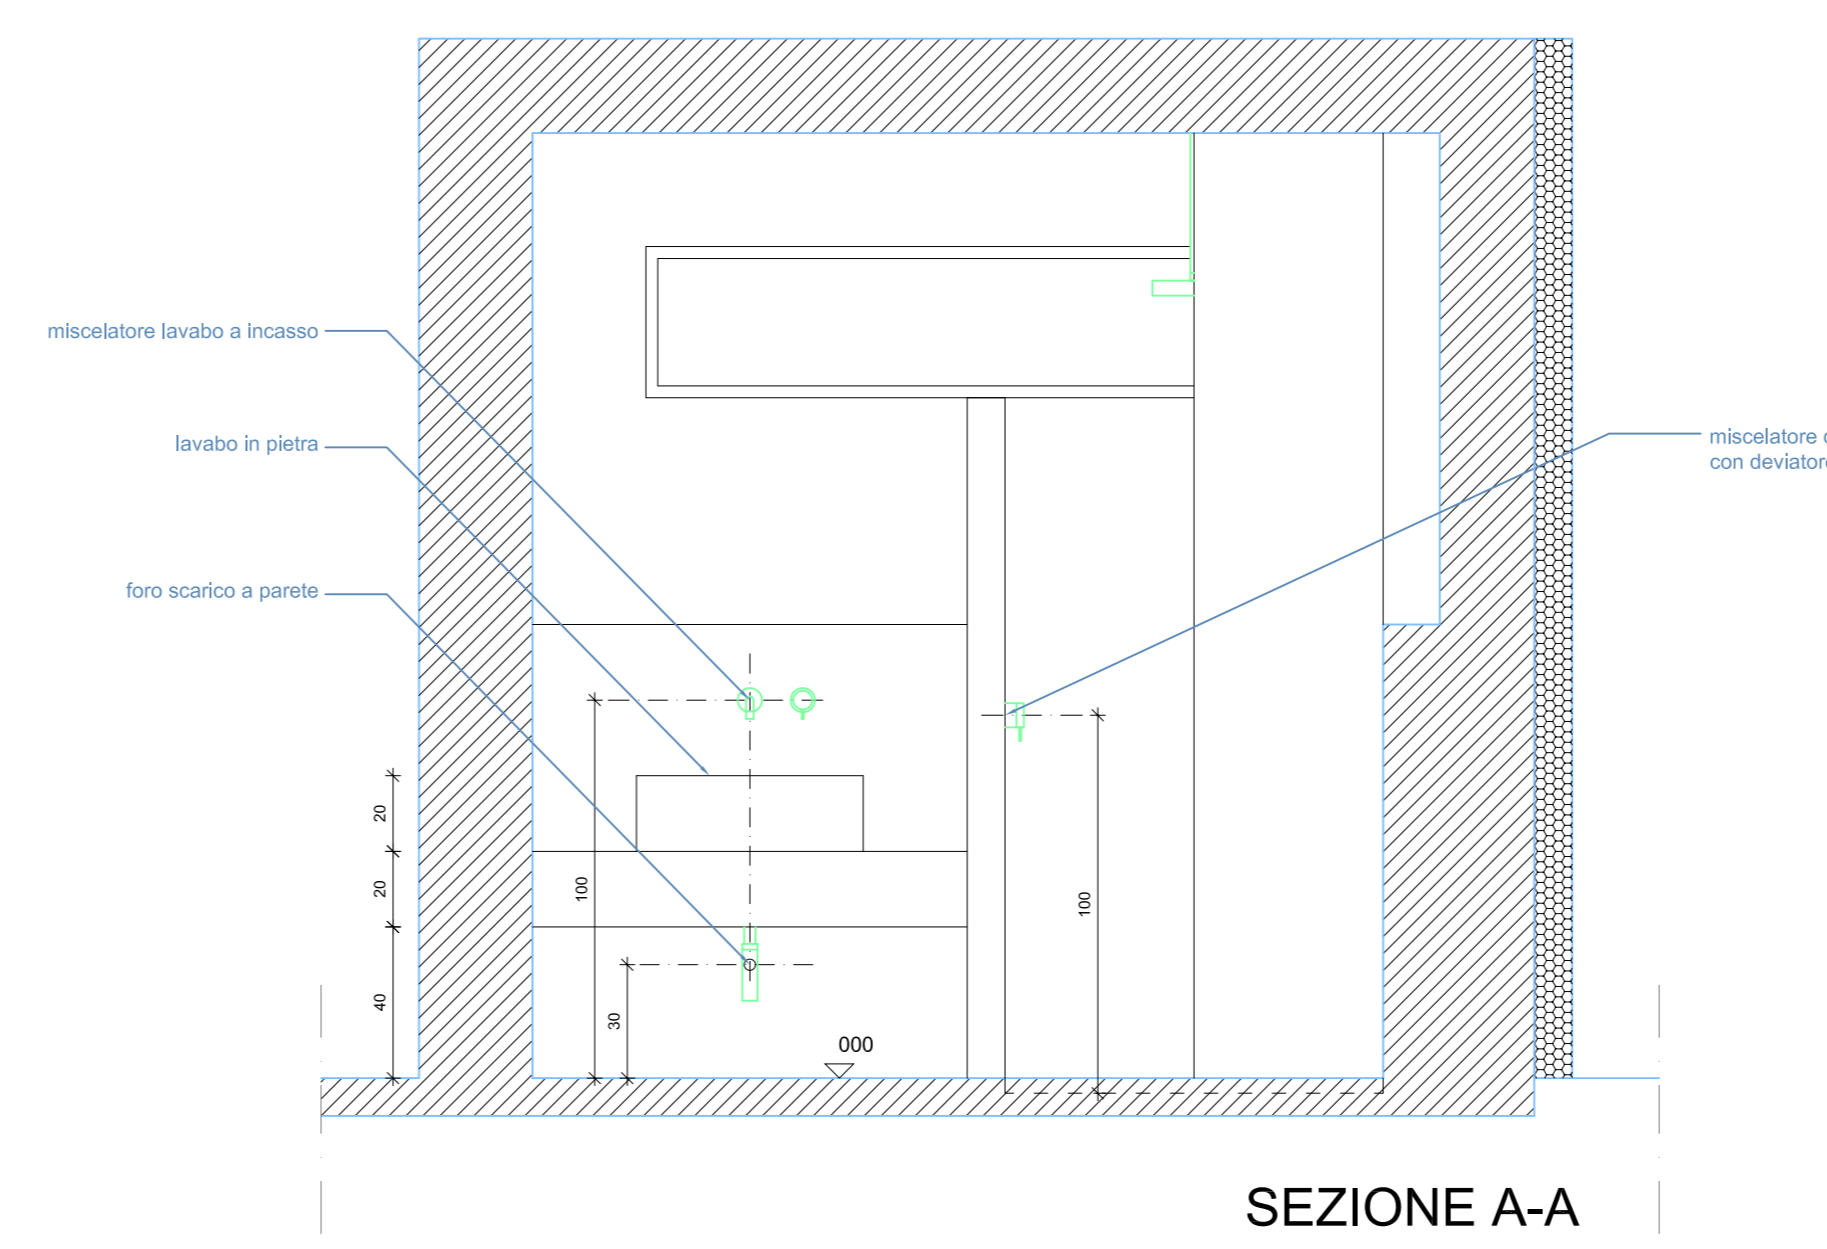 miscelatore lavabo a incasso
lavabo in pietra
foro scarico a parete
miscelatore
con deviatore
20
20
40
100
30
100
000
SEZIONE A-A